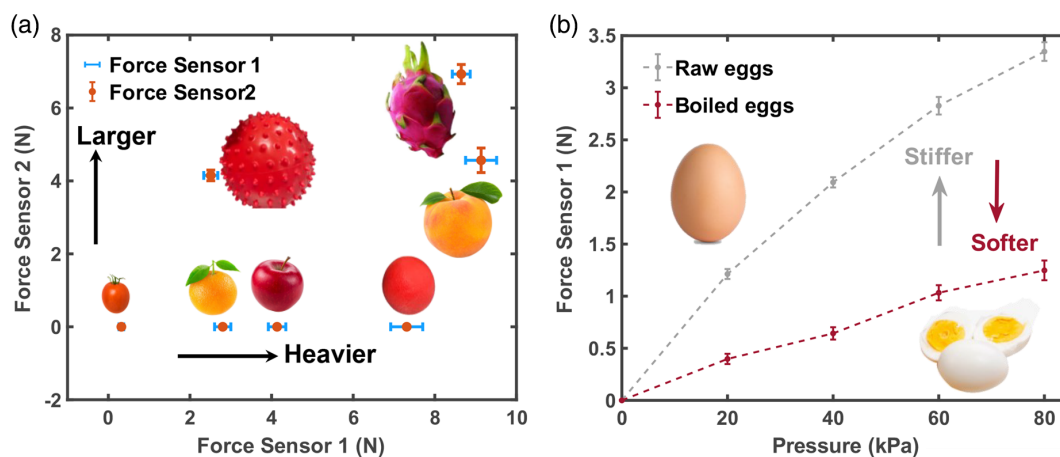 (a)
8
6
4
2
0
-2
Force Sensor 2 (N)
Force Sensor 1
Force Sensor2
Larger
Heavier
0
2
4
6
8
10
Force Sensor 1 (N)
(b)
3.5
3
2.5
2
1.5
1
0.5
0
Force Sensor 1 (N)
Raw eggs
Boiled eggs
Stiffer
Softer
0
20
40
60
80
Pressure (kPa)